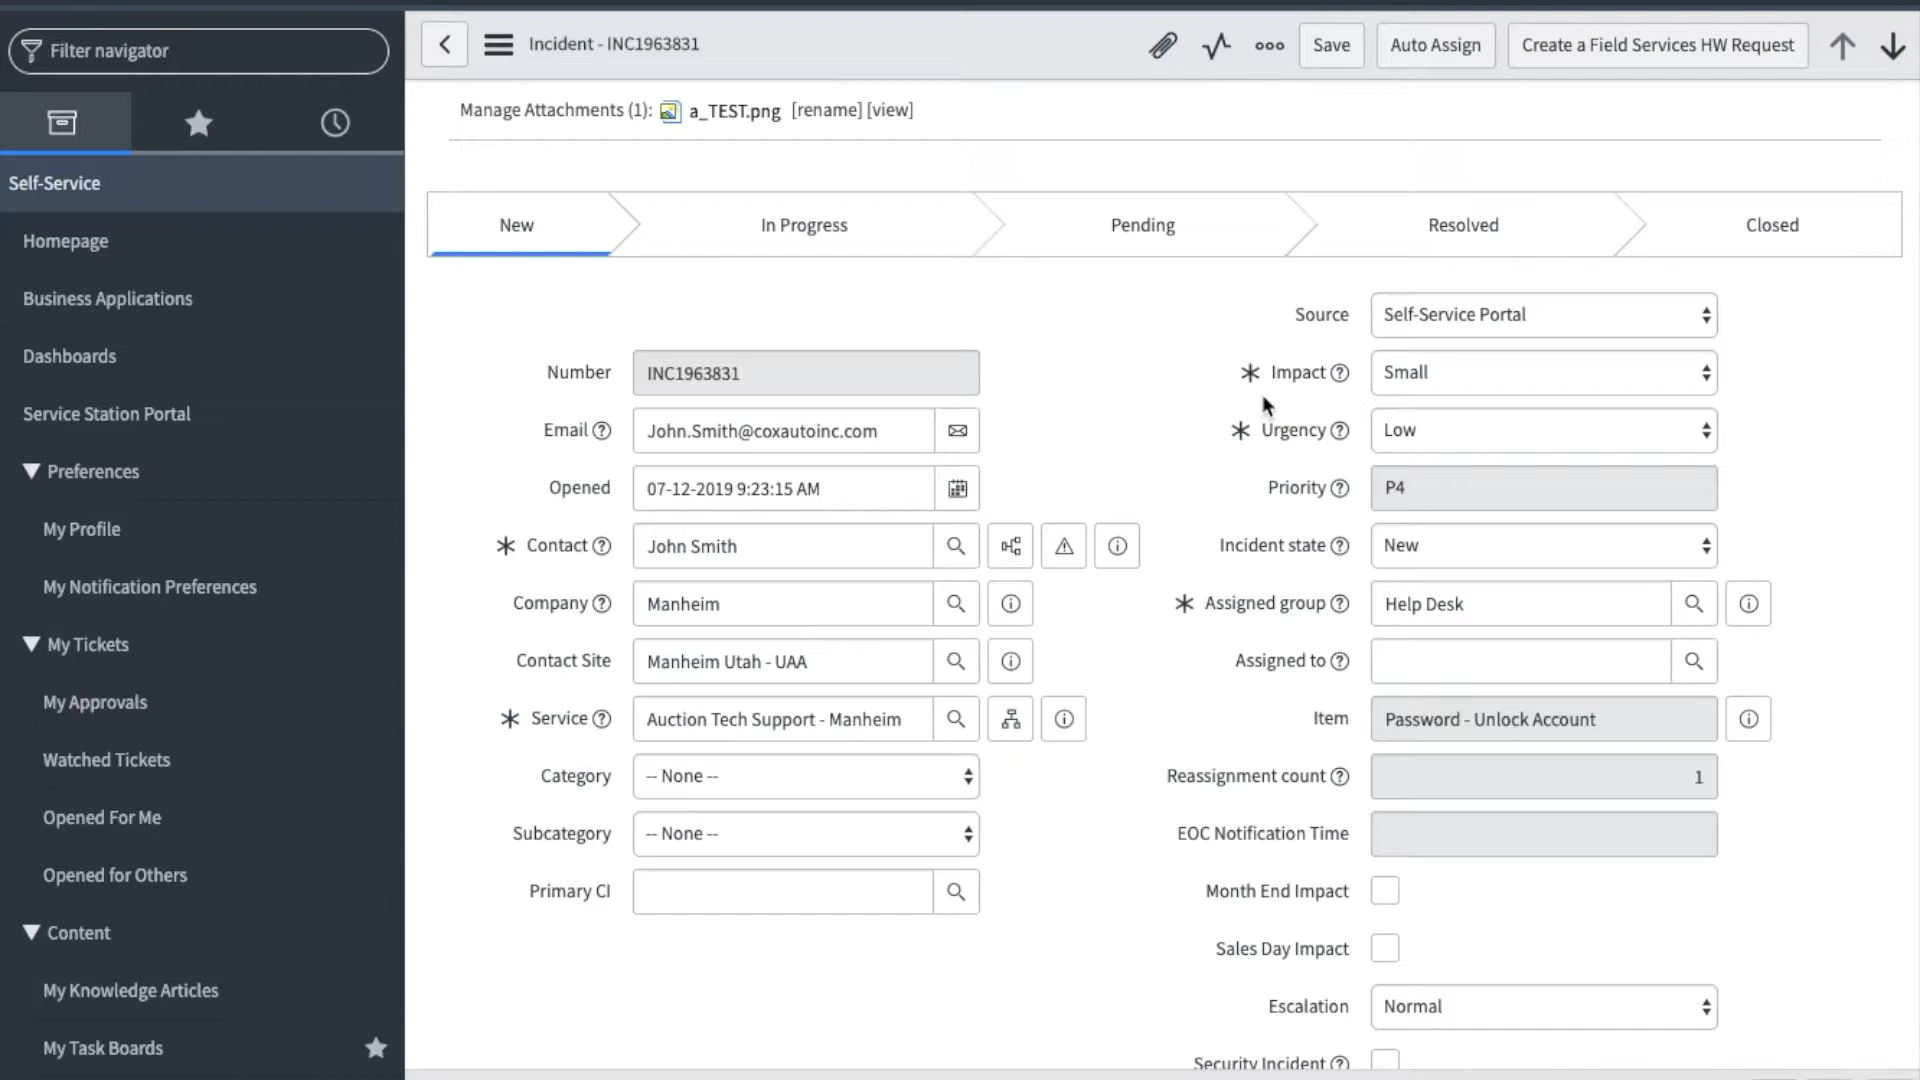 Filter navigator
Self-Service
Homepage
Business Applications
Dashboards
Service Station Portal
Preferences
My Profile
My Notification Preferences
My Tickets
My Approvals
Watched Tickets
Opened For Me
Opened for Others
Content
My Knowledge Articles
My Task Boards
Incident - INC1963831
Save
Auto Assign
Create a Field Services HW Request
Manage Attachments (1): a_TEST.png [rename] [view]
New In Progress Pending Resolved Closed
Number INC1963831
Email John.Smith@coxautoinc.com
Opened 07-12-2019 9:23:15 AM
Contact John Smith
Company Manheim
Contact Site Manheim Utah - UAA
Service Auction Tech Support - Manheim
Category -- None --
Subcategory -- None --
Primary CI
Source Self-Service Portal
Impact Small
Urgency Low
Priority P4
Incident state New
Assigned group Help Desk
Assigned to
Item Password - Unlock Account
Reassignment count 1
EOC Notification Time
Month End Impact
Sales Day Impact
Escalation Normal
Security Incident